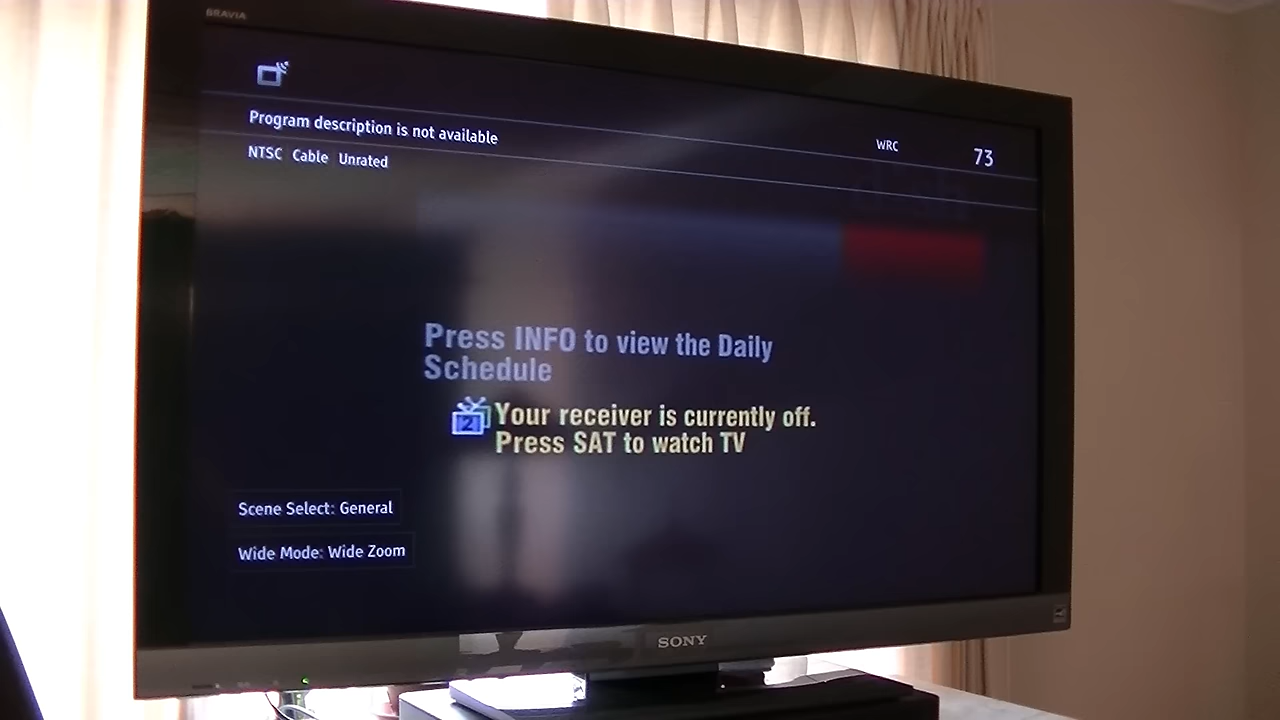 BRAVIA
Program description is not available
WRC
73
NTSC Cable Unrated
Press INFO to view the Daily
Schedule
2
Your receiver is currently off.
Press SAT to watch TV
Scene Select: General
Wide Mode: Wide Zoom
SONY